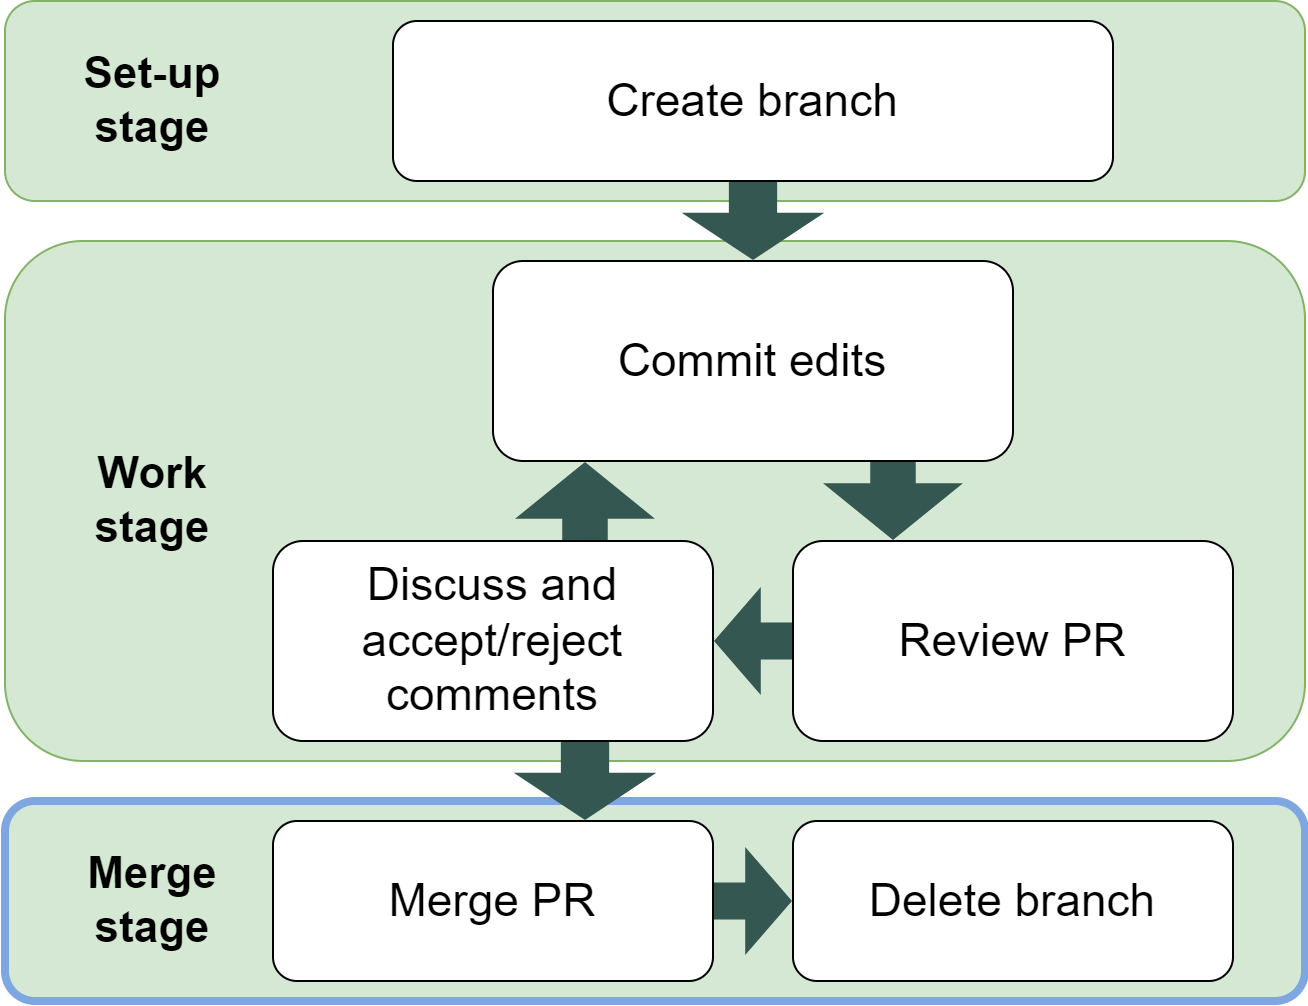 Set-up
stage
Create branch
Commit edits
Work
stage
Discuss and
accept/reject
comments
Review PR
Merge
stage
Merge PR
Delete branch